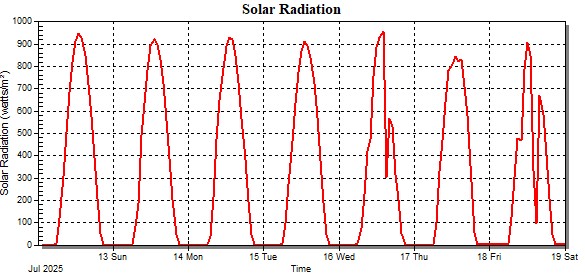 Solar Radiation
Solar Radiation (watts/m²)
1000
900
800
700
600
500
400
300
200
100
0
13 Sun
14 Mon
15 Tue
16 Wed
17 Thu
18 Fri
19 Sat
Jul 2025
Time